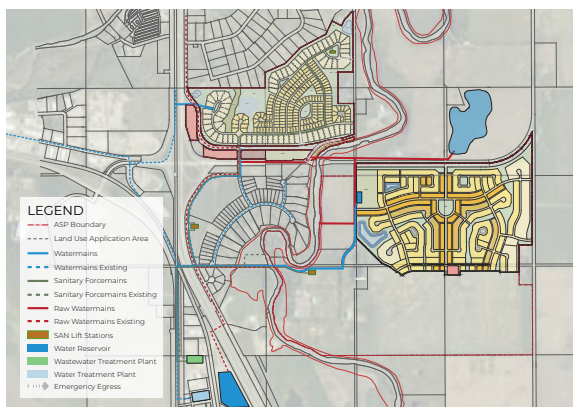 LEGEND
ASP Boundary
Land Use Application Area
Watermains
Watermains Existing
Sanitary Forcemains
Sanitary Forcemains Existing
Raw Watermains
Raw Watermains Existing
SAN Lift Stations
Water Reservoir
Wastewater Treatment Plant
Water Treatment Plant
Emergency Egress